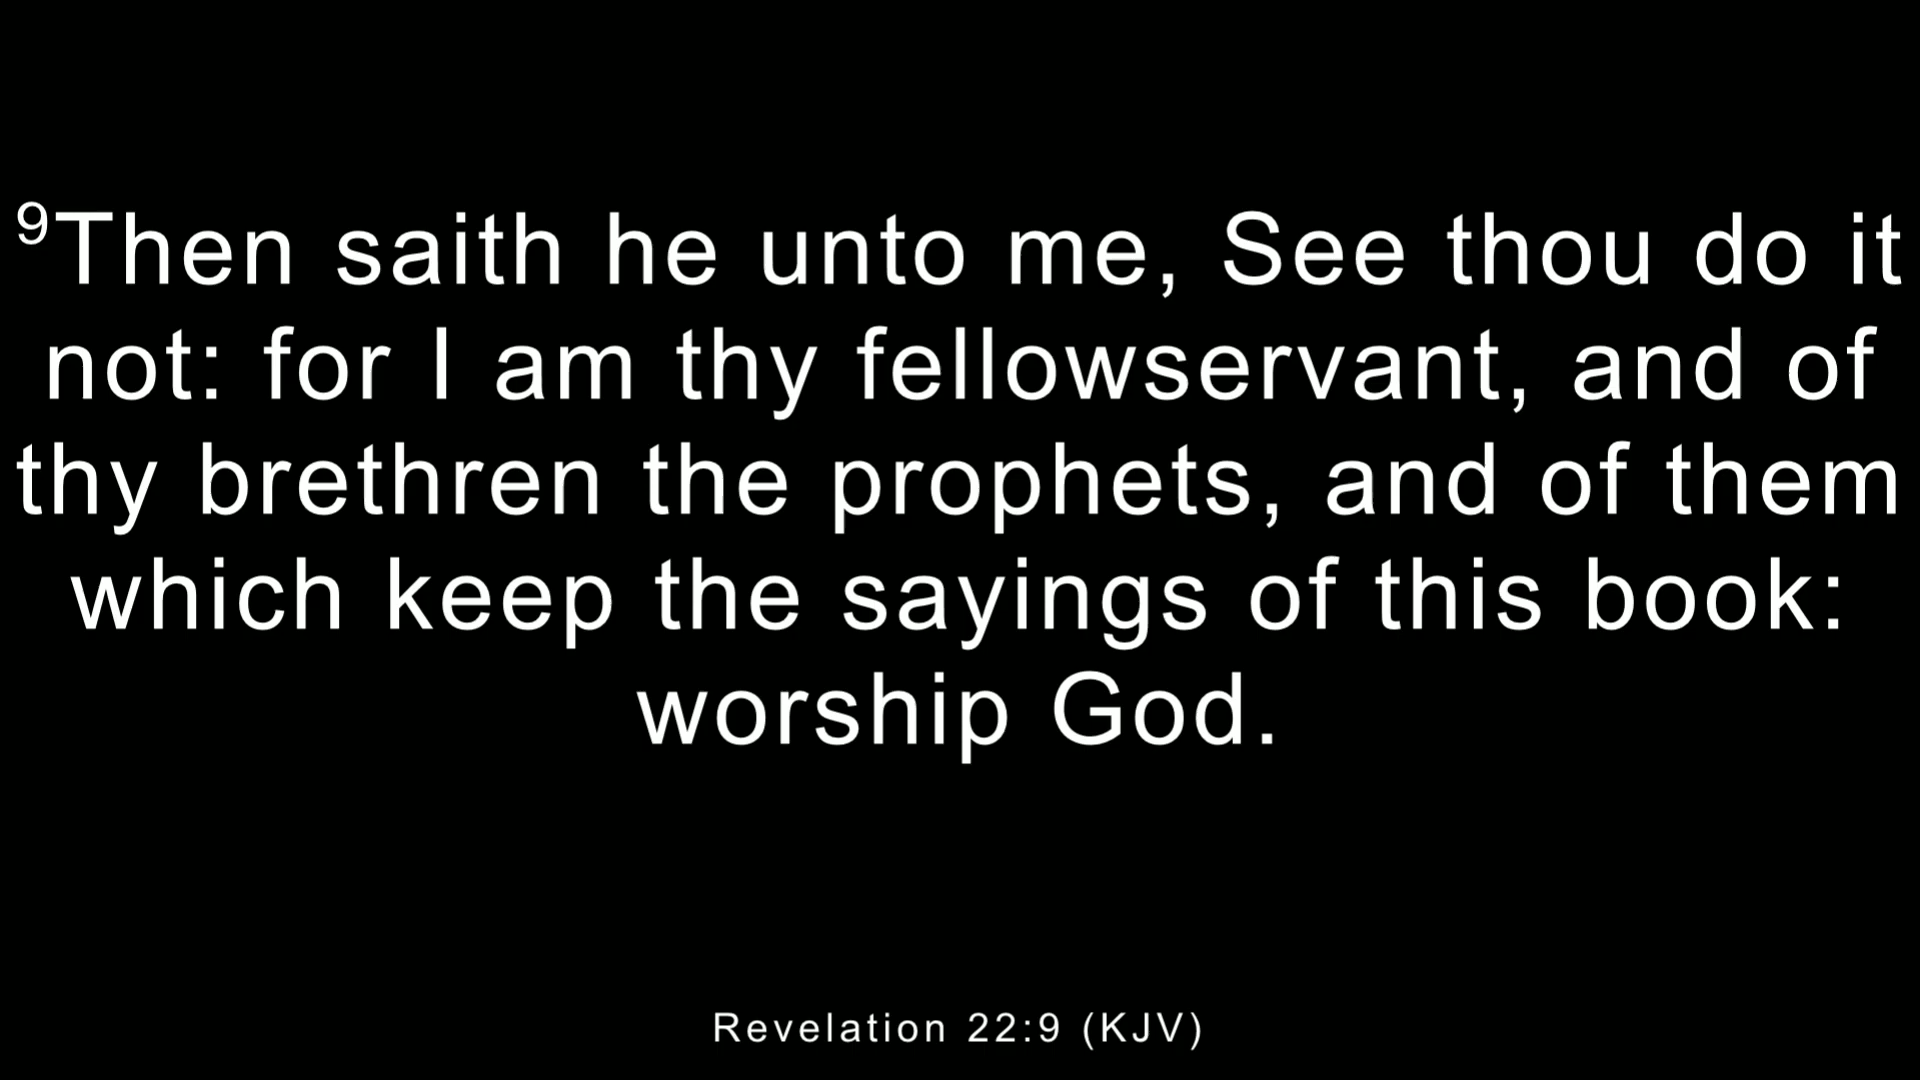 9Then saith he unto me, See thou do it
not: for I am thy fellowservant, and of
thy brethren the prophets, and of them
which keep the sayings of this book:
worship God.
Revelation 22:9 (KJV)